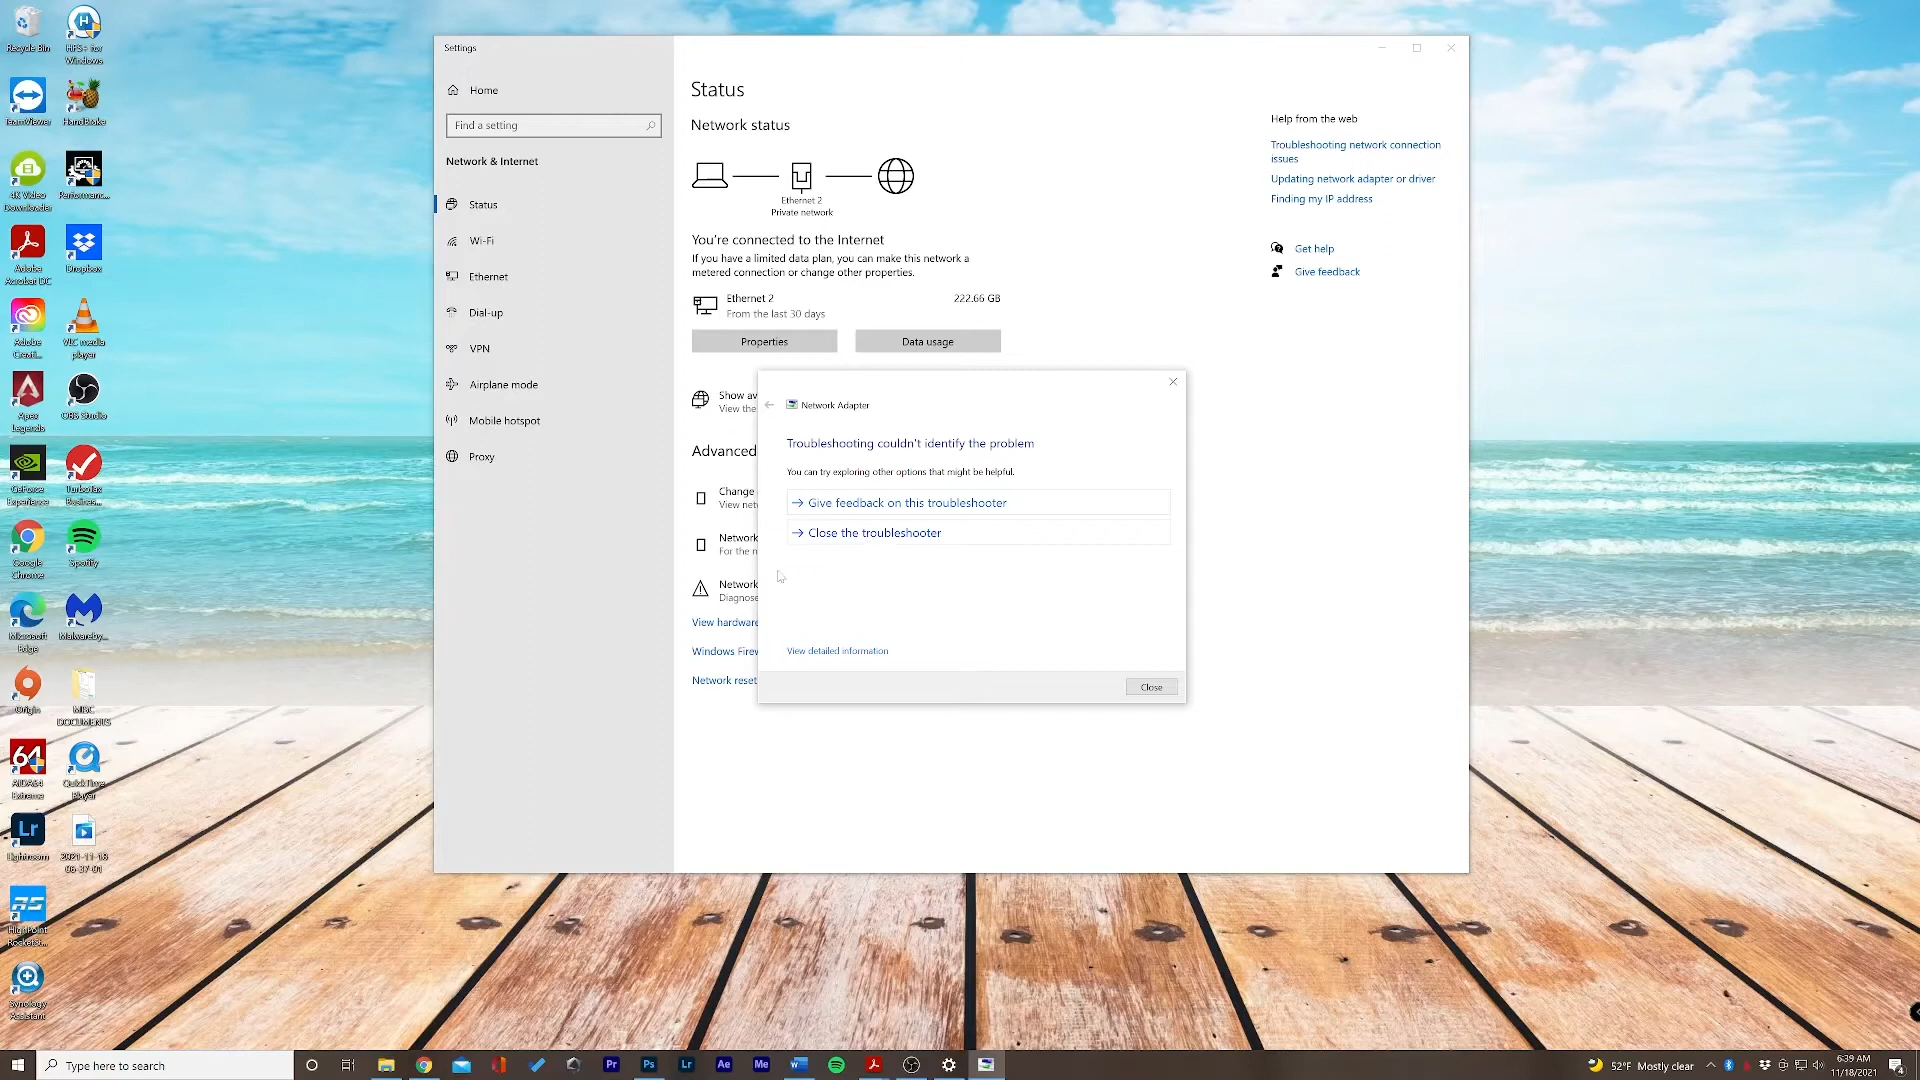 Recycle Bin
HFS+ for
Windows
TeamViewer
HandBrake
4K Video
Downloader
Performanc...
Adobe
Acrobat DC
Dropbox
Adobe
Creati...
VLC media
player
Apex
Legends
OBS Studio
GeForce
Experience
TurboTax
Busines...
Google
Chrome
Spotify
Microsoft
Edge
Malwareby...
Origin
MISC
DOCUMENTS
64
AIDA64
Extreme
QuickTime
Player
Lr
Lightroom
2021-11-18
06-37-01
HighPoint
Rocketst...
Synology
Assistant
Settings
Home
Find a setting
Network & Internet
Status
Wi-Fi
Ethernet
Dial-up
VPN
Airplane mode
Mobile hotspot
Proxy
Status
Network status
Ethernet 2
Private network
You're connected to the Internet
If you have a limited data plan, you can make this network a
metered connection or change other properties.
Ethernet 2
222.66 GB
From the last 30 days
Properties
Data usage
Show av
View the
Advanced
Change
View net
Network
For the n
Network
Diagnose
View hardware
Windows Firew
Network reset
Help from the web
Troubleshooting network connection
issues
Updating network adapter or driver
Finding my IP address
Get help
Give feedback
Network Adapter
Troubleshooting couldn't identify the problem
You can try exploring other options that might be helpful.
Give feedback on this troubleshooter
Close the troubleshooter
View detailed information
Close
Type here to search
Pr
Ps
Lr
Ae
Me
52°F Mostly clear
6:39 AM
11/18/2021
4